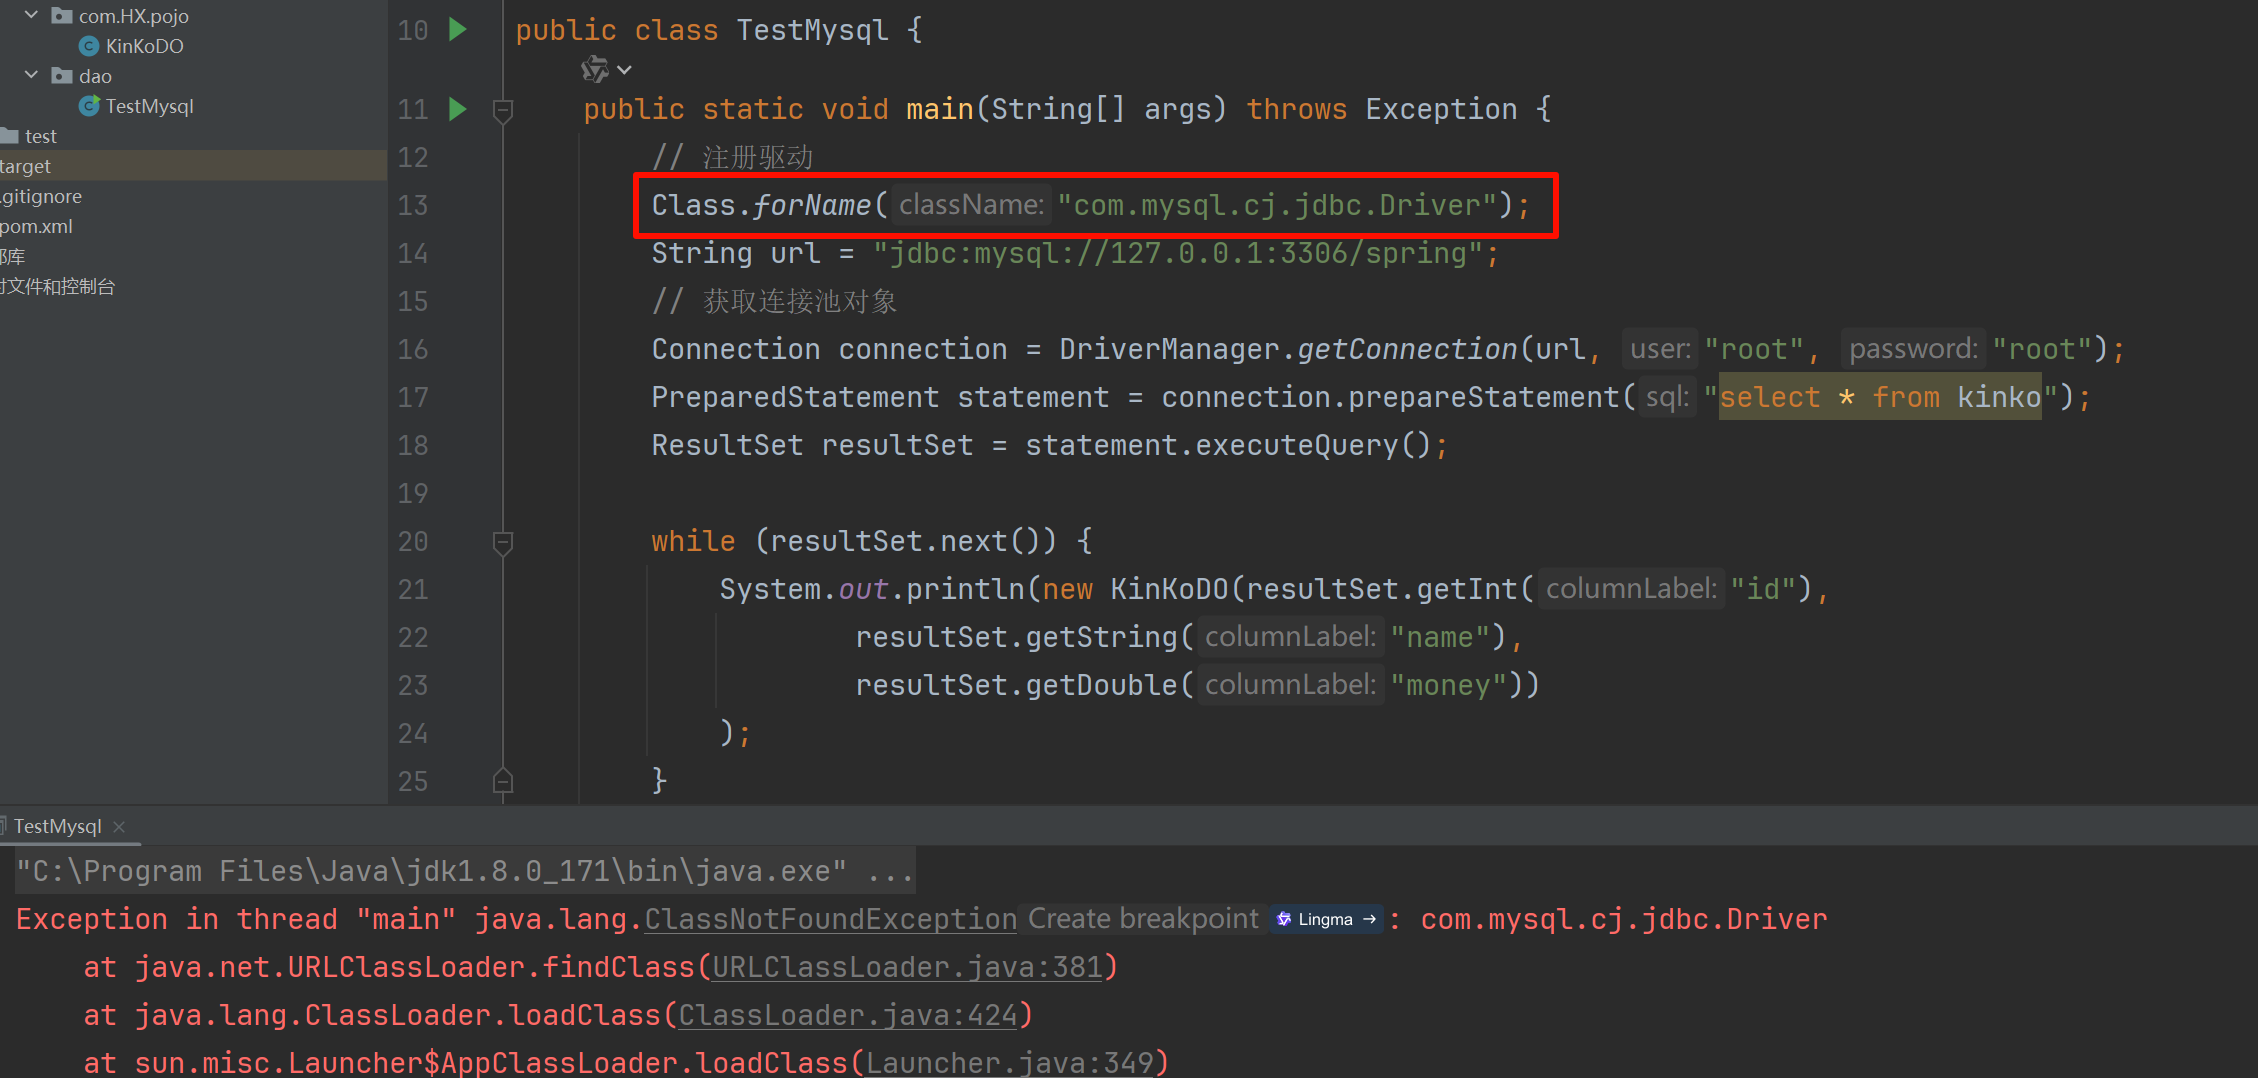 com.HX.pojo
KinKoDO
dao
TestMysql
test
target
.gitignore
pom.xml
库
文件和控制台
10 public class TestMysql {
11 public static void main(String[] args) throws Exception {
12 // 注册驱动
13 Class.forName( className: "com.mysql.cj.jdbc.Driver");
14 String url = "jdbc:mysql://127.0.0.1:3306/spring";
15 // 获取连接池对象
16 Connection connection = DriverManager.getConnection(url, user: "root", password: "root");
17 PreparedStatement statement = connection.prepareStatement( sql: "select * from kinko");
18 ResultSet resultSet = statement.executeQuery();
19
20 while (resultSet.next()) {
21 System.out.println(new KinKoDO(resultSet.getInt( columnLabel: "id"),
22 resultSet.getString( columnLabel: "name"),
23 resultSet.getDouble( columnLabel: "money"))
24 );
25 }
TestMysql
"C:\Program Files\Java\jdk1.8.0_171\bin\java.exe" ...
Exception in thread "main" java.lang.ClassNotFoundException Create breakpoint Lingma → : com.mysql.cj.jdbc.Driver
at java.net.URLClassLoader.findClass(URLClassLoader.java:381)
at java.lang.ClassLoader.loadClass(ClassLoader.java:424)
at sun.misc.Launcher$AppClassLoader.loadClass(Launcher.java:349)